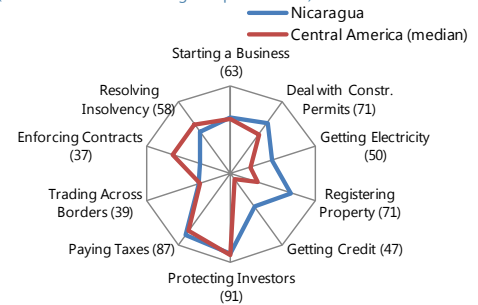 Nicaragua
Central America (median)
Starting a Business
(63)
Deal with Constr.
Permits (71)
Getting Electricity
(50)
Registering
Property (71)
Getting Credit (47)
Protecting Investors
(91)
Paying Taxes (87)
Trading Across
Borders (39)
Enforcing Contracts
(37)
Resolving
Insolvency (58)